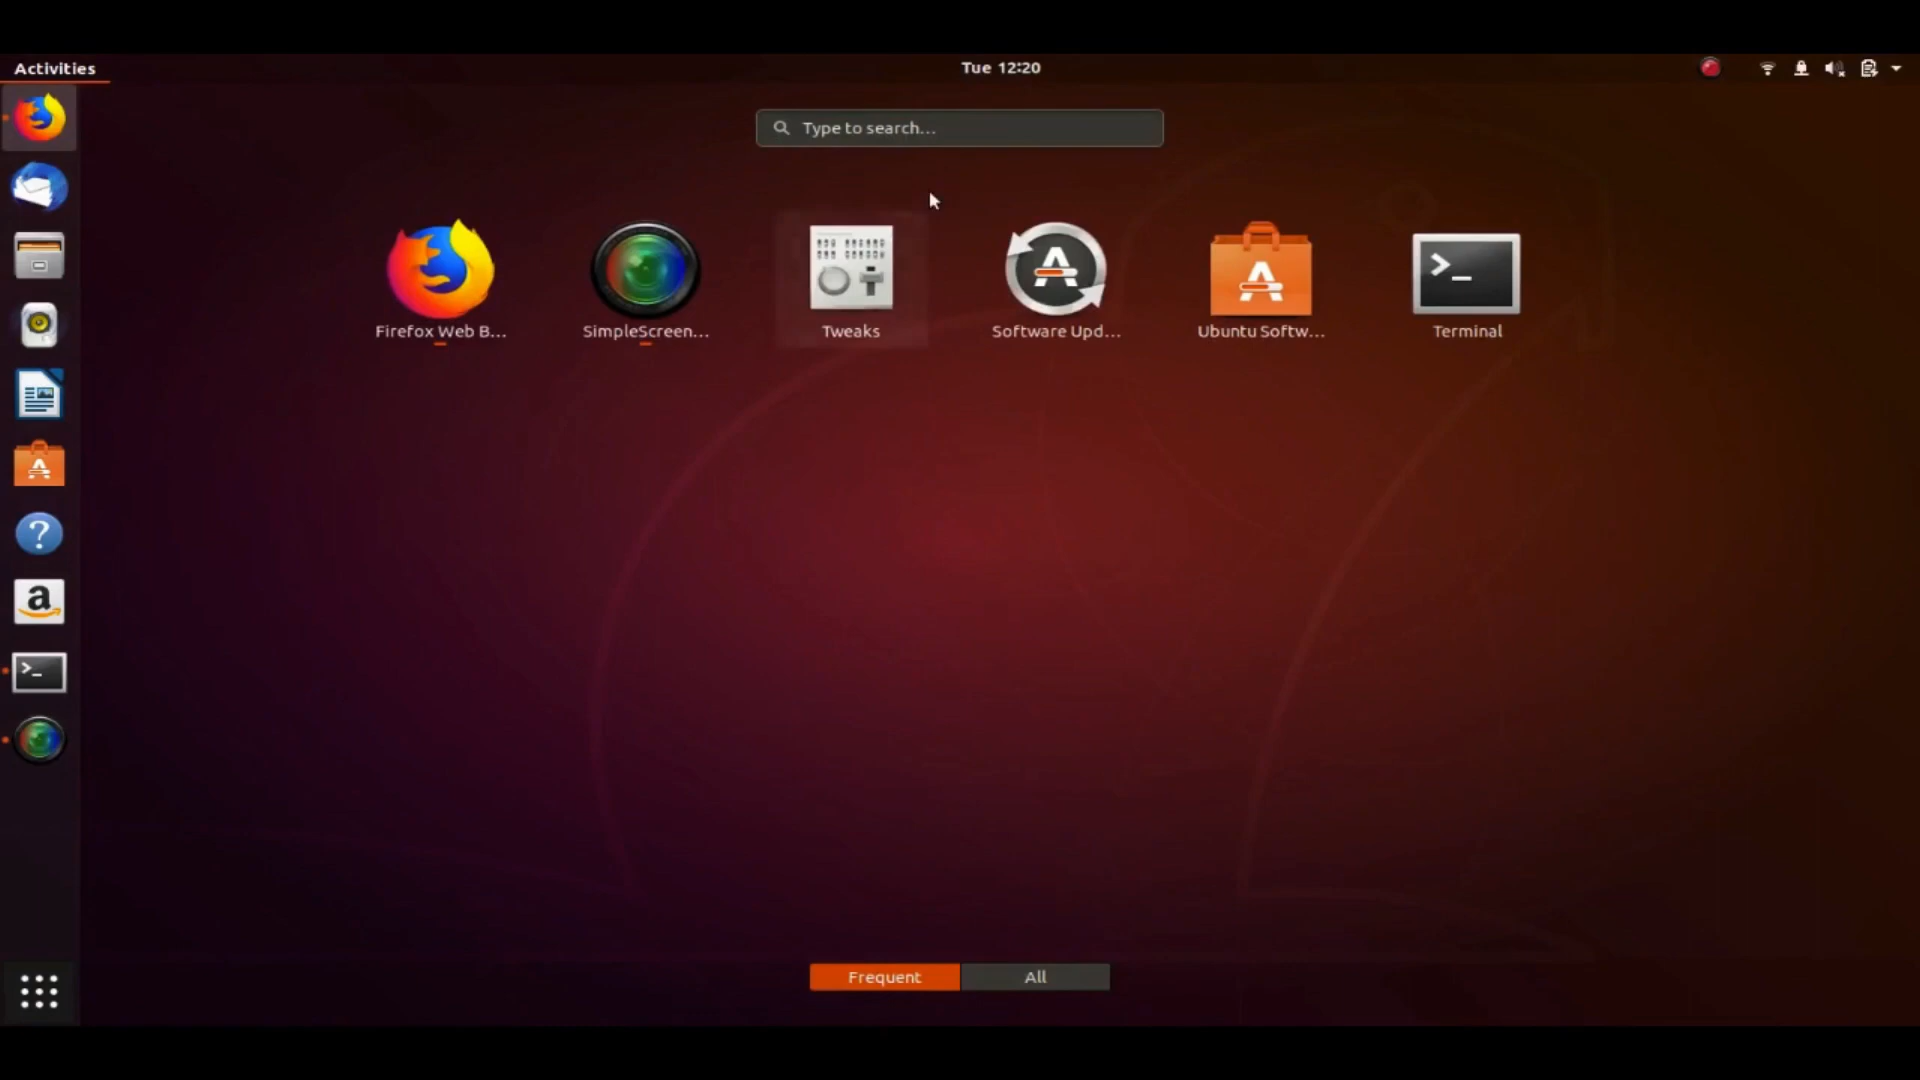 Activities
Tue 12:20
Type to search...
Firefox Web B...
SimpleScreen...
Tweaks
Software Upd...
Ubuntu Softw...
Terminal
Frequent
All